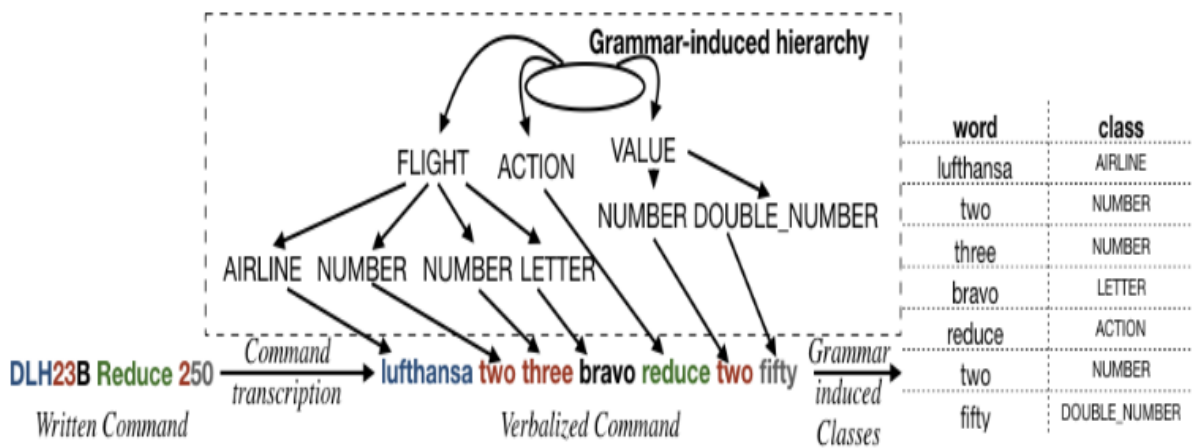 Grammar-induced hierarchy
FLIGHT ACTION VALUE
NUMBER DOUBLE_NUMBER
AIRLINE NUMBER NUMBER LETTER
DLH23B Reduce 250
Written Command
Command
transcription
lufthansa two three bravo reduce two fifty
Verbalized Command
Grammar
induced
Classes
word class
lufthansa AIRLINE
two NUMBER
three NUMBER
bravo LETTER
reduce ACTION
two NUMBER
fifty DOUBLE_NUMBER